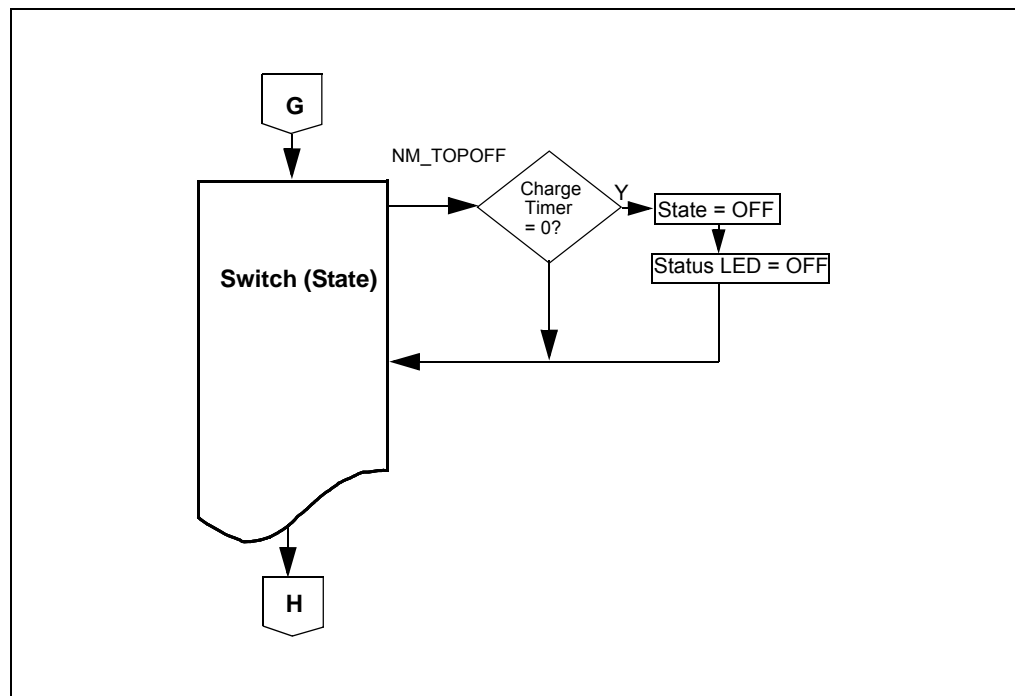 G
NM_TOPOFF
Charge
Timer
= 0?
Y
State = OFF
Switch (State)
Status LED = OFF
H